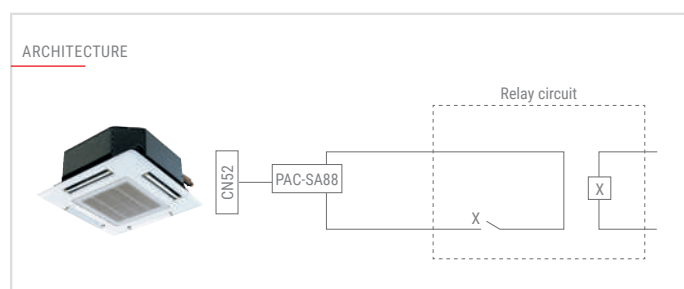 ARCHITECTURE
Relay circuit
CN52
PAC-SA88
X
X